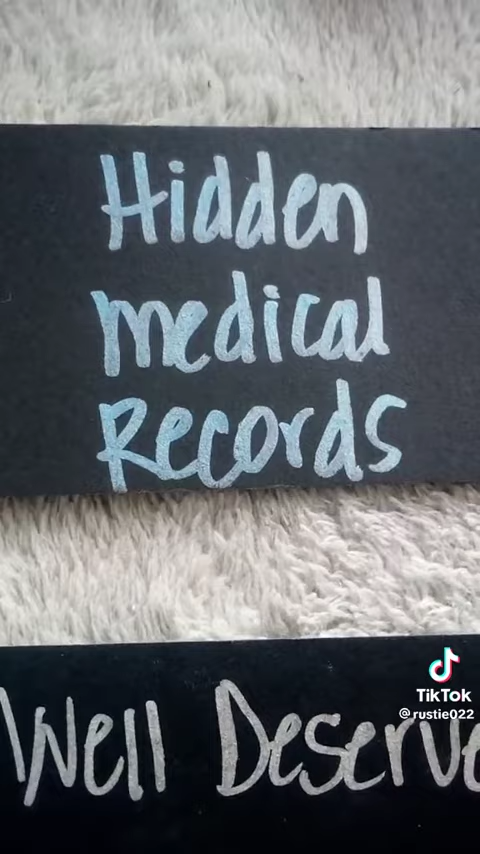 Hidden
medical
Records
TikTok
@rustie022
Well Deserve